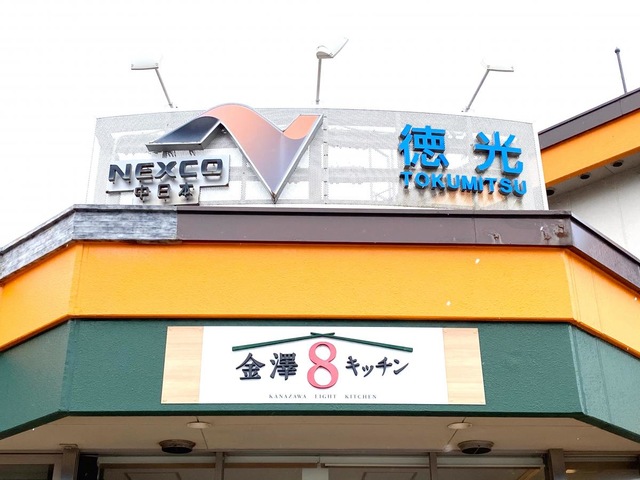 NEXCO
中日本
徳光
TOKUMITSU
金澤8キッチン
KANAZAWA EIGHT KITCHEN